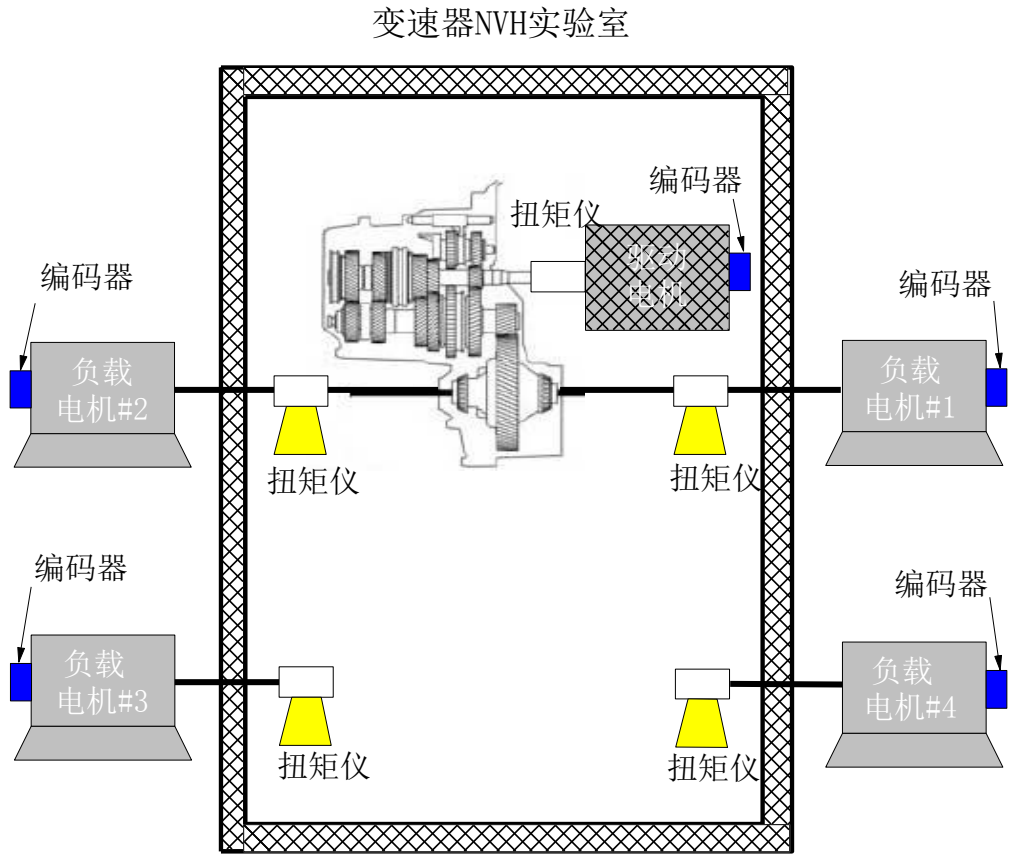 变速器NVH实验室
编码器
扭矩仪
驱动
电机
编码器
编码器
负载
电机#2
负载
电机#1
扭矩仪
扭矩仪
编码器
编码器
负载
电机#3
负载
电机#4
扭矩仪
扭矩仪